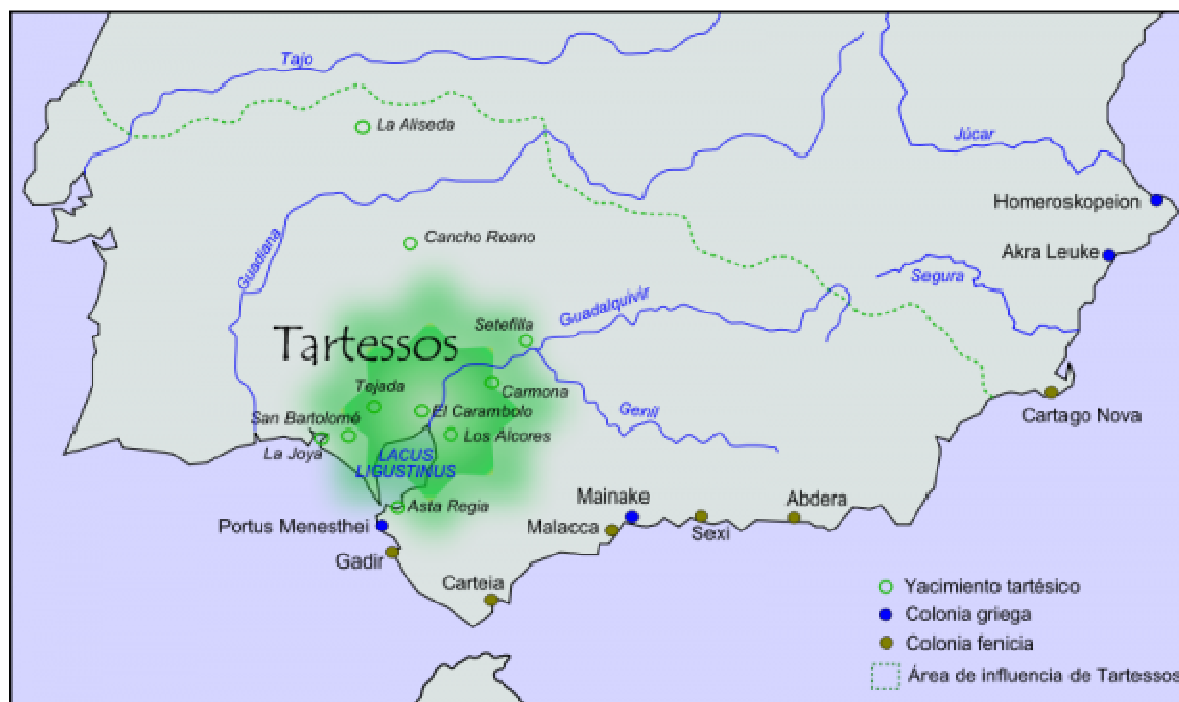 Tajo
La Aliseda
Júcar
Homeroskopeion
Cancho Roano
Akra Leuke
Guadiana
Segura
Guadalquivir
Setefilla
Tartessos
Tejada
Carmona
San Bartolomé
El Carambolo
Cartago Nova
Genil
La Joya
Los Alcores
LACUS
LIGUSTINUS
Asta Regia
Mainake
Abdera
Portus Menesthei
Malacca
Sexi
Gadir
Carteia
Yacimiento tartésico
Colonia griega
Colonia fenicia
Área de influencia de Tartessos